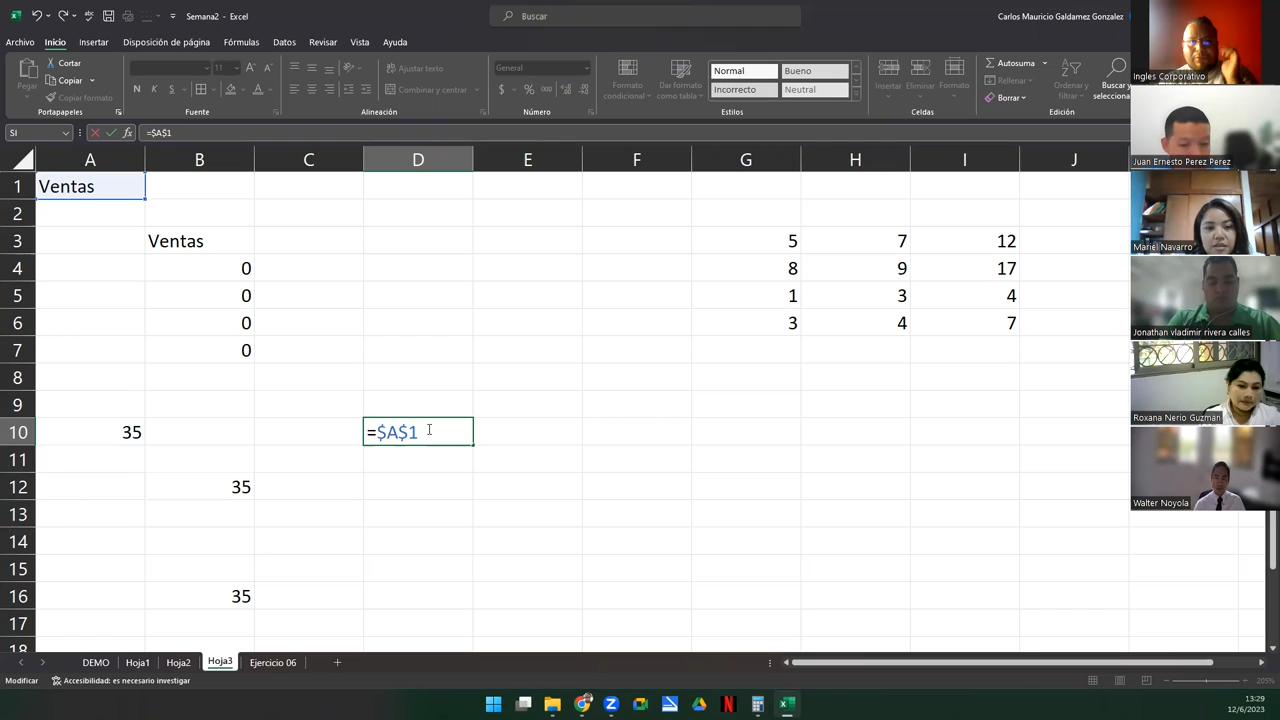 Semana2 - Excel
Buscar
Carlos Mauricio Galdamez Gonzalez
Archivo Inicio Insertar Disposición de página Fórmulas Datos Revisar Vista Ayuda
Pegar
Cortar
Copiar
Copiar formato
Portapapeles
11
N K S
Fuente
Ajustar texto
Combinar y centrar
Alineación
General
Número
Formato condicional
Dar formato como tabla
Normal Bueno
Incorrecto Neutral
Estilos
Insertar Eliminar Formato
Celdas
Autosuma
Rellenar
Borrar
Ordenar y filtrar
Buscar y selecciona
Edición
SI fx =$A$1
A B C D E F G H I J
1 Ventas
2
3 Ventas 5 7 12
4 0 8 9 17
5 0 1 3 4
6 0 3 4 7
7 0
8
9
10 35 =$A$1
11
12 35
13
14
15
16 35
17
18
DEMO Hoja1 Hoja2 Hoja3 Ejercicio 06
Modificar Accesibilidad: es necesario investigar
205%
13:29
12/6/2023
Ingles Corporativo
Juan Ernesto Perez Perez
Mariel Navarro
Jonathan vladimir rivera calles
Roxana Nerio Guzman
Walter Noyola